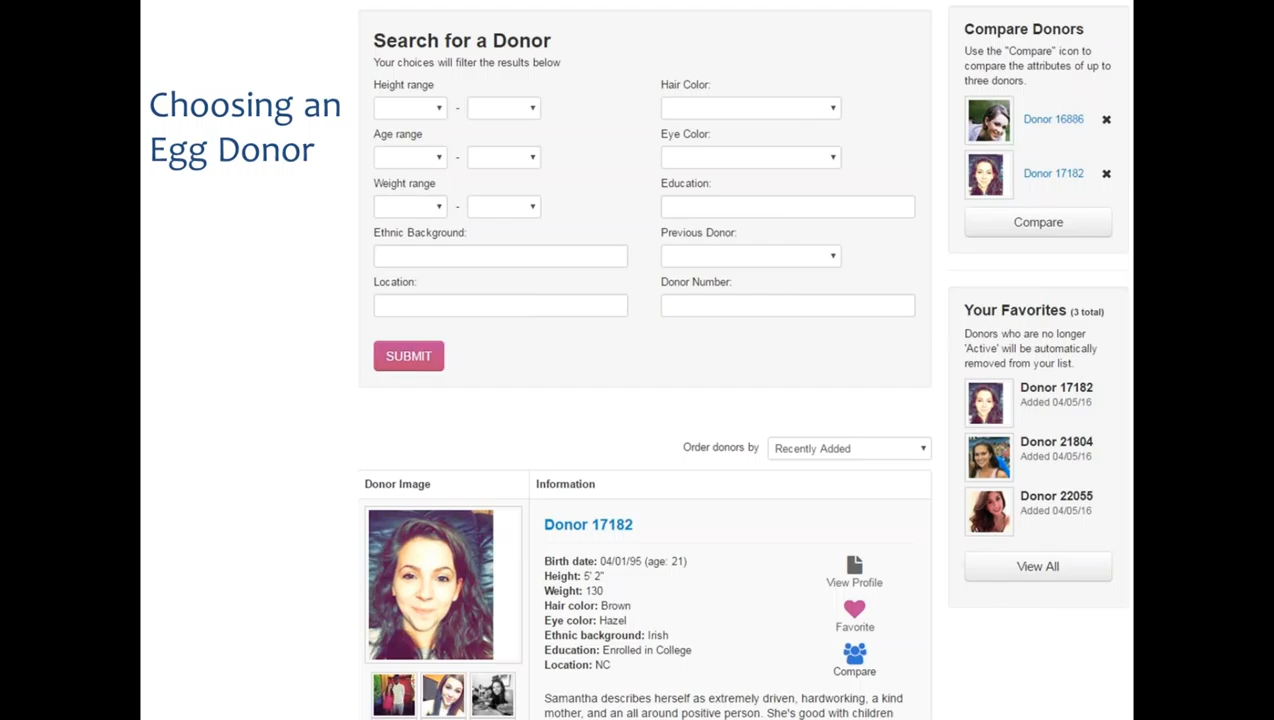 Choosing an
Egg Donor
Search for a Donor
Your choices will filter the results below
Height range
-
Age range
-
Weight range
-
Ethnic Background:
Location:
Hair Color:
Eye Color:
Education:
Previous Donor:
Donor Number:
SUBMIT
Order donors by
Recently Added
Donor Image
Information
Donor 17182
Birth date: 04/01/95 (age: 21)
Height: 5' 2"
Weight: 130
Hair color: Brown
Eye color: Hazel
Ethnic background: Irish
Education: Enrolled in College
Location: NC
View Profile
Favorite
Compare
Samantha describes herself as extremely driven, hardworking, a kind
mother, and an all around positive person. She's good with children
Compare Donors
Use the "Compare" icon to
compare the attributes of up to
three donors.
Donor 16886
Donor 17182
Compare
Your Favorites (3 total)
Donors who are no longer
'Active' will be automatically
removed from your list.
Donor 17182
Added 04/05/16
Donor 21804
Added 04/05/16
Donor 22055
Added 04/05/16
View All